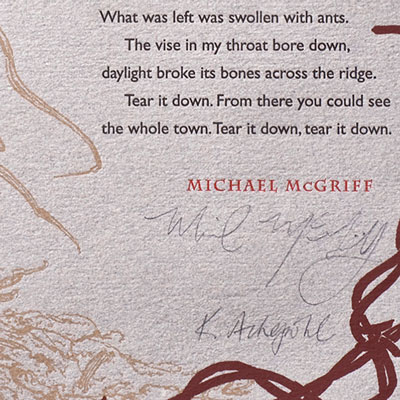 What was left was swollen with ants.
The vise in my throat bore down,
daylight broke its bones across the ridge.
Tear it down. From there you could see
the whole town. Tear it down, tear it down.
MICHAEL McGRIFF
K.